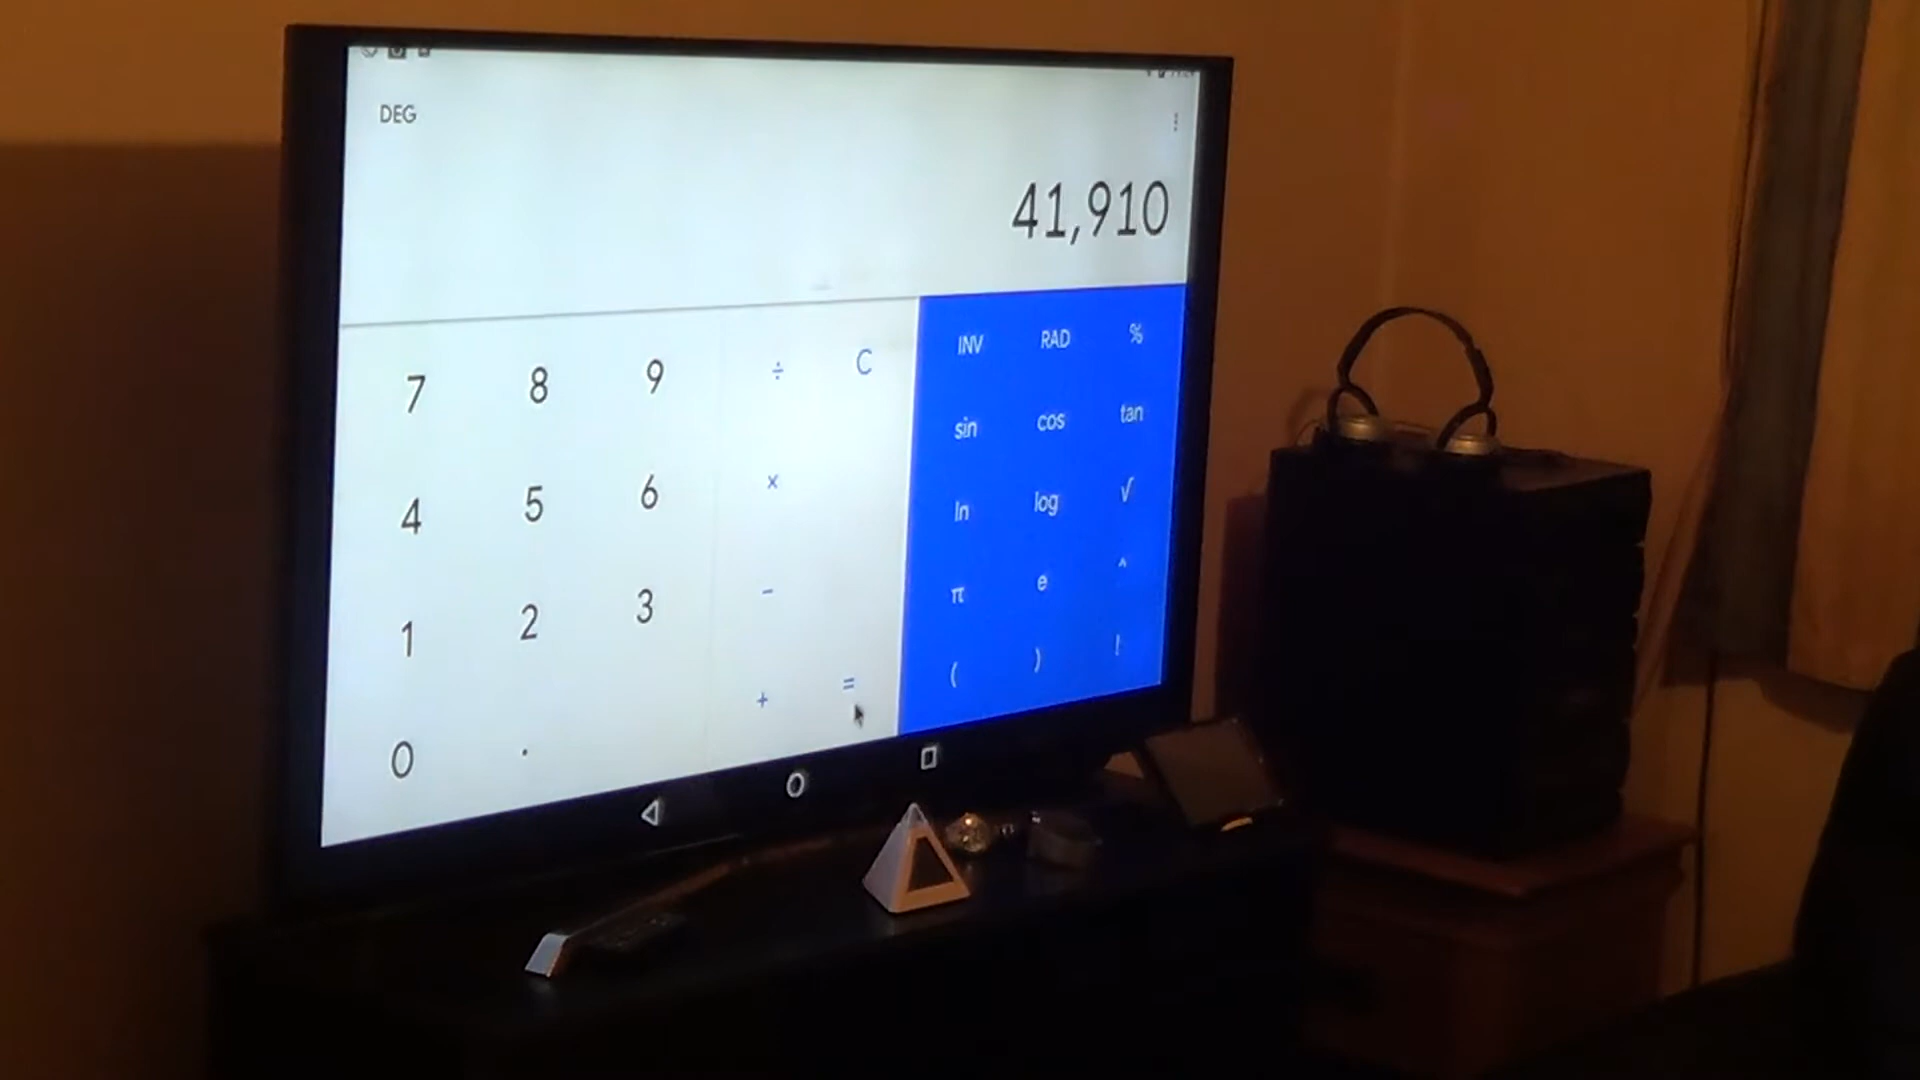 DEG
41,910
7 8 9 ÷ C INV RAD %
4 5 6 × sin cos tan
1 2 3 − ln log √
0 . + = π e ^
( ) !